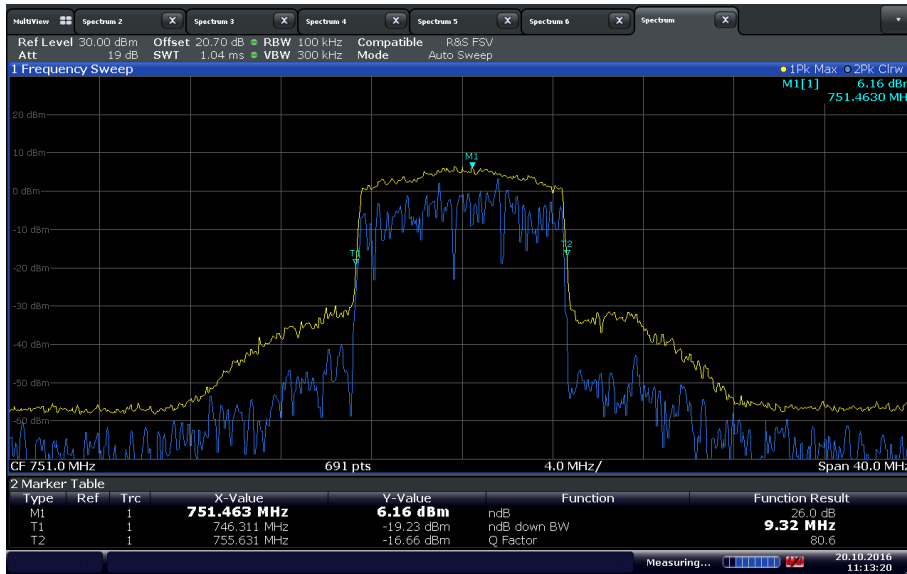 MultiView Spectrum 2 X Spectrum 3 X Spectrum 4 X Spectrum 5 X Spectrum 6 X Spectrum X
Ref Level 30.00 dBm Offset 20.70 dB RBW 100 kHz Compatible R&S FSV
Att 19 dB SWT 1.04 ms VBW 300 kHz Mode Auto Sweep
1 Frequency Sweep 1Pk Max 2Pk Clrw
M1[1] 6.16 dBm
751.4630 MH
20 dBm
10 dBm
M1
0 dBm
-10 dBm
T1 T2
-20 dBm
-30 dBm
-40 dBm
-50 dBm
-60 dBm
CF 751.0 MHz 691 pts 4.0 MHz/ Span 40.0 MHz
2 Marker Table
Type Ref Trc X-Value Y-Value Function Function Result
M1 1 751.463 MHz 6.16 dBm ndB 26.0 dB
T1 1 746.311 MHz -19.23 dBm ndB down BW 9.32 MHz
T2 1 755.631 MHz -16.66 dBm Q Factor 80.6
Measuring... 20.10.2016
11:13:20